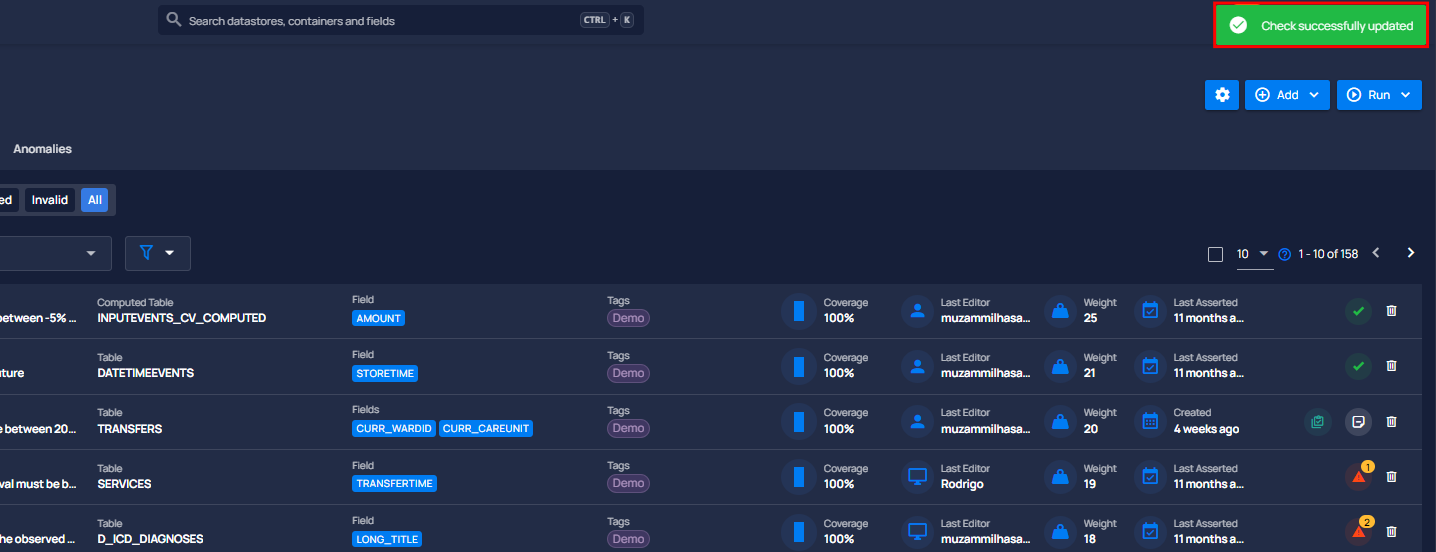 Search datastores, containers and fields
CTRL + K
Check successfully updated
Add
Run
Anomalies
ed
Invalid
All
10
1 - 10 of 158
etween -5% ...
Computed Table
INPUTEVENTS_CV_COMPUTED
Field
AMOUNT
Tags
Demo
Coverage
100%
Last Editor
muzammilhasa...
Weight
25
Last Asserted
11 months a...
uture
Table
DATETIMEEVENTS
Field
STORETIME
Tags
Demo
Coverage
100%
Last Editor
muzammilhasa...
Weight
21
Last Asserted
11 months a...
e between 20...
Table
TRANSFERS
Fields
CURR_WARDID CURR_CAREUNIT
Tags
Demo
Coverage
100%
Last Editor
muzammilhasa...
Weight
20
Created
4 weeks ago
val must be b...
Table
SERVICES
Field
TRANSFERTIME
Tags
Demo
Coverage
100%
Last Editor
Rodrigo
Weight
19
Last Asserted
11 months a...
1
he observed ...
Table
D_ICD_DIAGNOSES
Field
LONG_TITLE
Tags
Demo
Coverage
100%
Last Editor
muzammilhasa...
Weight
18
Last Asserted
11 months a...
2